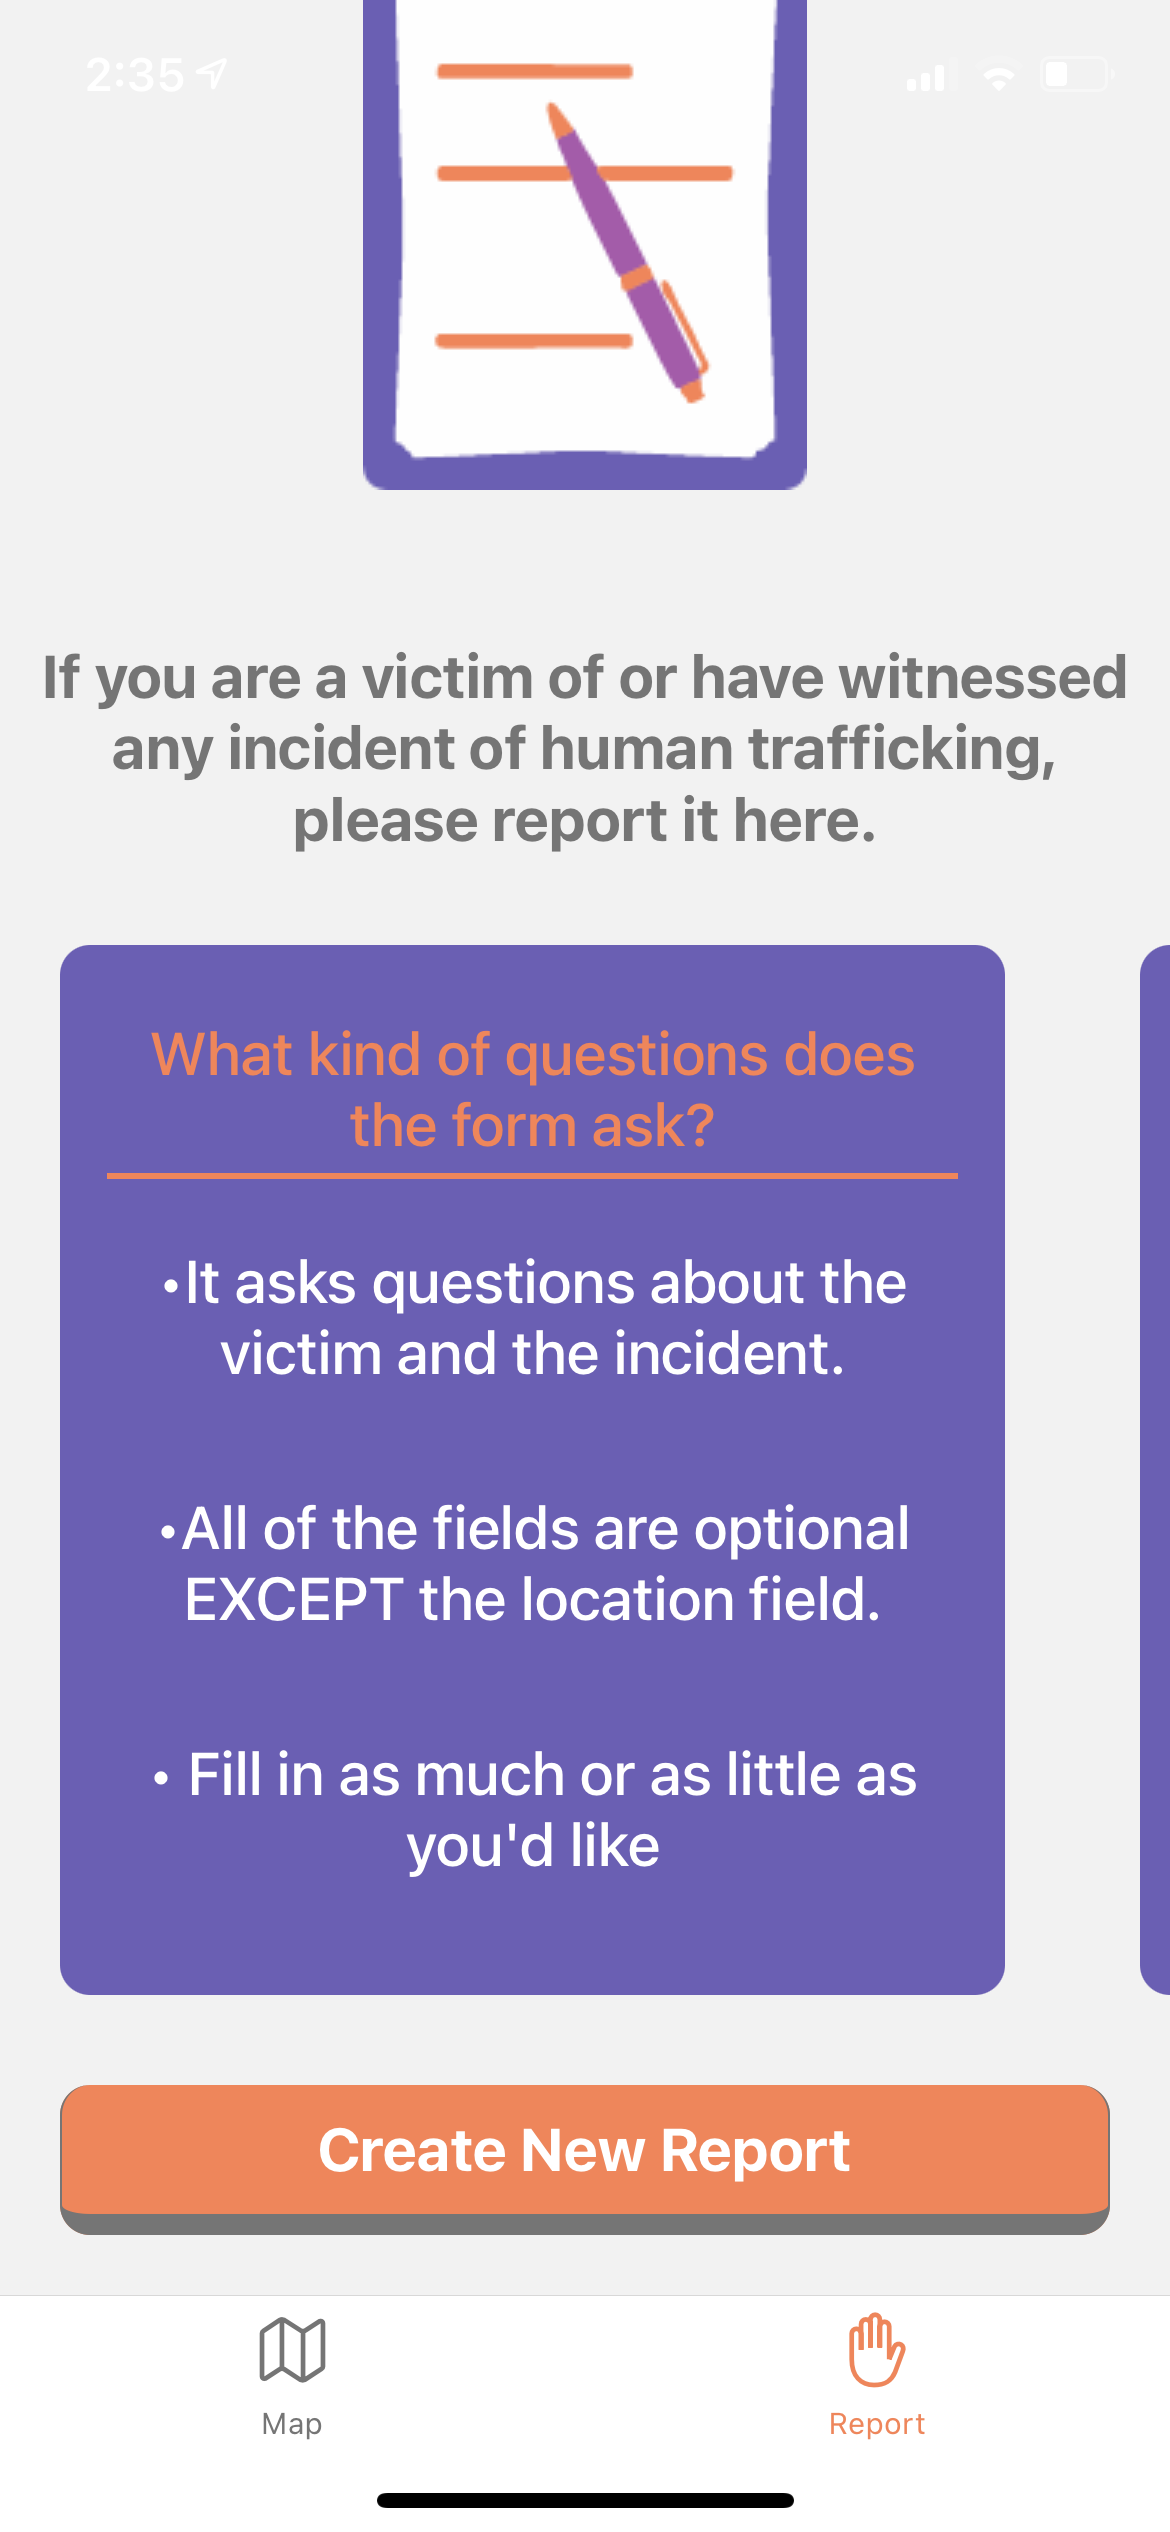 2:35
If you are a victim of or have witnessed
any incident of human trafficking,
please report it here.
What kind of questions does
the form ask?
•It asks questions about the
victim and the incident.
•All of the fields are optional
EXCEPT the location field.
• Fill in as much or as little as
you'd like
Create New Report
Map
Report